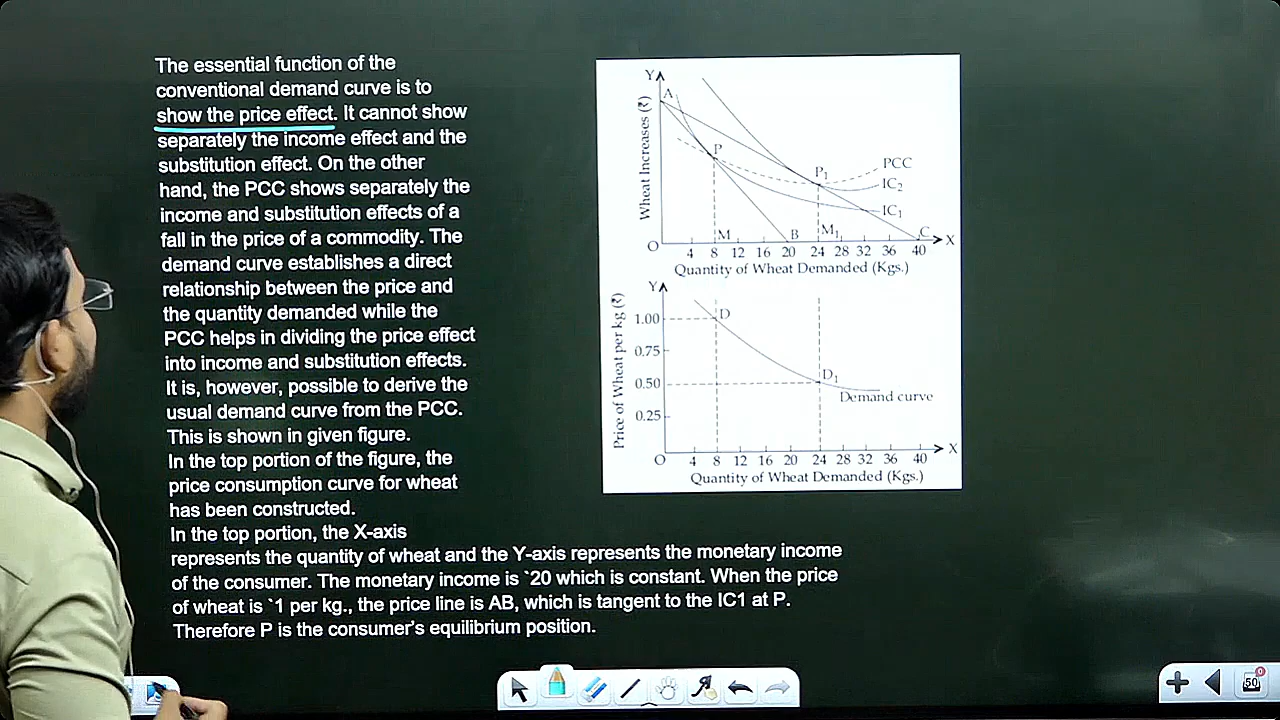 The essential function of the
conventional demand curve is to
show the price effect. It cannot show
separately the income effect and the
substitution effect. On the other
hand, the PCC shows separately the
income and substitution effects of a
fall in the price of a commodity. The
demand curve establishes a direct
relationship between the price and
the quantity demanded while the
PCC helps in dividing the price effect
into income and substitution effects.
It is, however, possible to derive the
usual demand curve from the PCC.
This is shown in given figure.
In the top portion of the figure, the
price consumption curve for wheat
has been constructed.
In the top portion, the X-axis
represents the quantity of wheat and the Y-axis represents the monetary income
of the consumer. The monetary income is `20 which is constant. When the price
of wheat is `1 per kg., the price line is AB, which is tangent to the IC1 at P.
Therefore P is the consumer's equilibrium position.
Y
A
Wheat Increases (₹)
P
P1
PCC
IC2
IC1
M
B
M1
C
O
X
4 8 12 16 20 24 28 32 36 40
Quantity of Wheat Demanded (Kgs.)
Y
Price of Wheat per kg (₹)
1.00
D
0.75
0.50
D1
Demand curve
0.25
O
X
4 8 12 16 20 24 28 32 36 40
Quantity of Wheat Demanded (Kgs.)
50